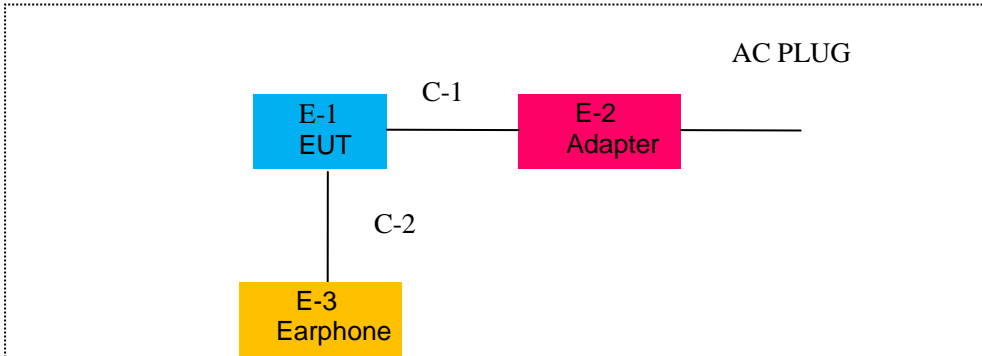 AC PLUG
C-1
E-1
EUT
E-2
Adapter
C-2
E-3
Earphone